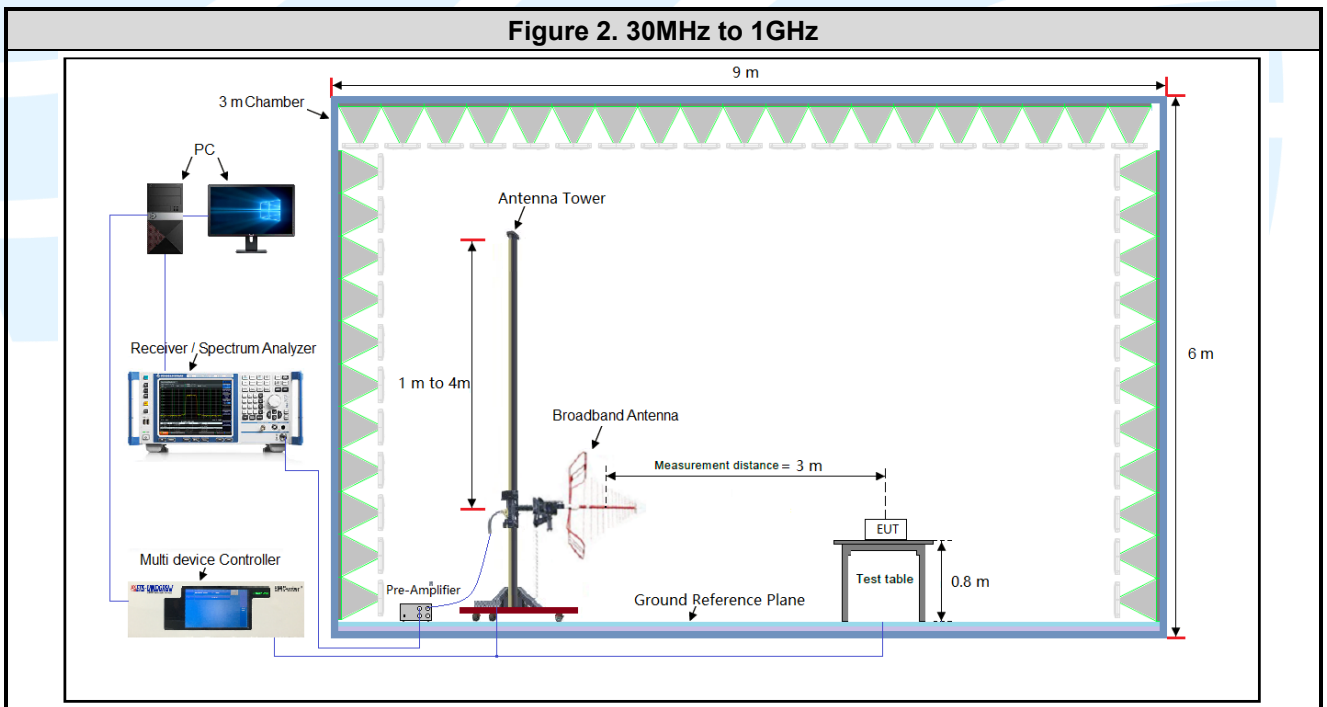 Figure 2. 30MHz to 1GHz
9 m
3 m Chamber
PC
Antenna Tower
Receiver / Spectrum Analyzer
1 m to 4m
6 m
Broadband Antenna
Measurement distance = 3 m
EUT
Multi device Controller
Test table
0.8 m
Pre-Amplifier
Ground Reference Plane